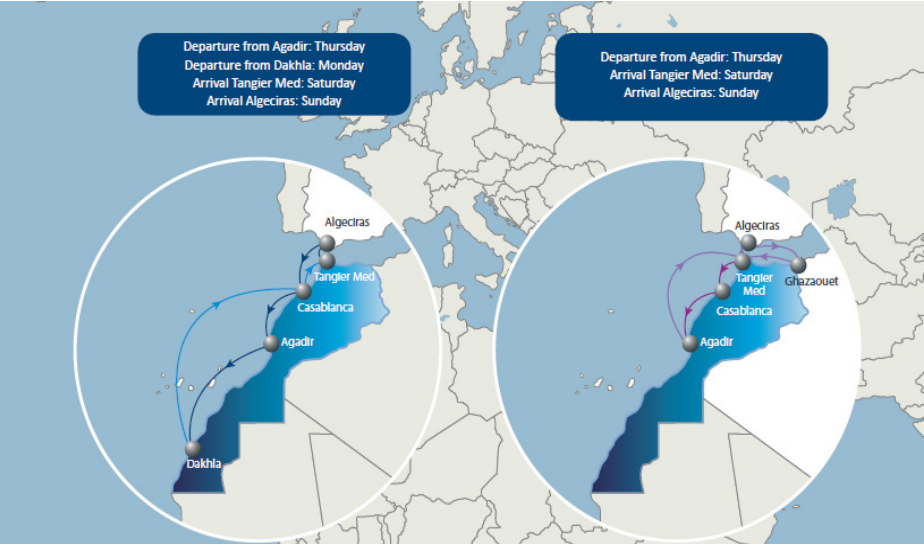 Departure from Agadir: Thursday
Departure from Dakhla: Monday
Arrival Tangier Med: Saturday
Arrival Algeciras: Sunday
Departure from Agadir: Thursday
Arrival Tangier Med: Saturday
Arrival Algeciras: Sunday
Algeciras
Tangier Med
Casablanca
Agadir
Dakhla
Algeciras
Tangier
Med
Ghazaouet
Casablanca
Agadir